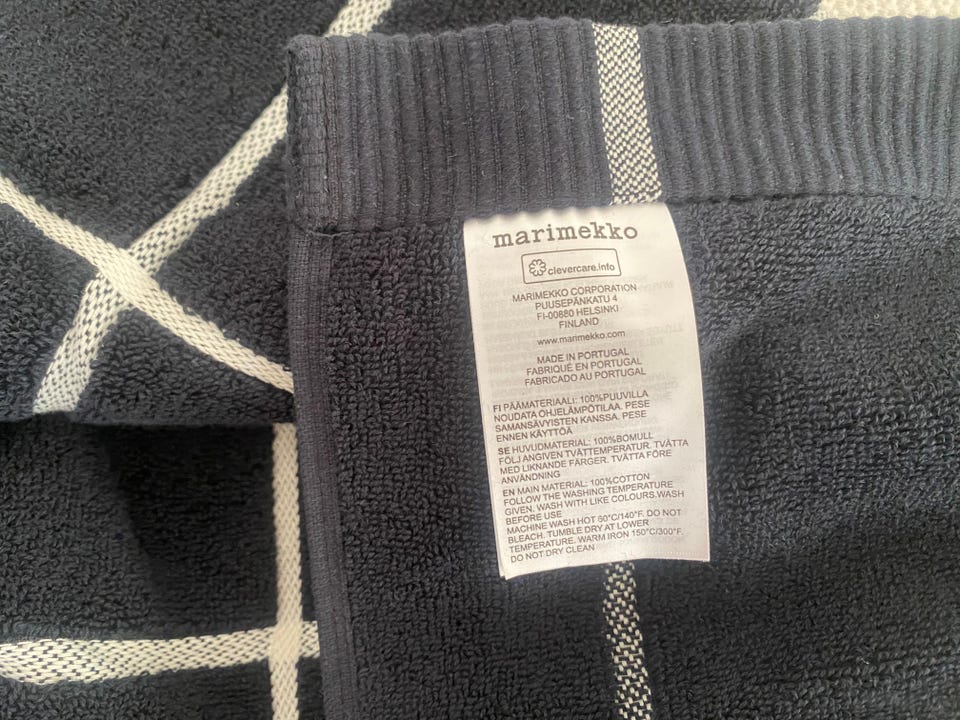 marimekko
clevercare.info
MARIMEKKO CORPORATION
PUUSEPÄNKATU 4
FI-00880 HELSINKI
FINLAND
www.marimekko.com
MADE IN PORTUGAL
FABRIQUÉ EN PORTUGAL
FABRICADO AU PORTUGAL
FI PÄÄMATERIAALI: 100%PUUVILLA
NOUDATA OHJELÄMPÖTILAA. PESE
SAMANSÄVYISTEN KANSSA. PESE
ENNEN KÄYTTÖÄ
SE HUVUDMATERIAL: 100%BOMULL
FÖLJ ANGIVEN TVÄTTEMPERATUR. TVÄTTA
MED LIKNANDE FÄRGER. TVÄTTA FÖRE
ANVÄNDNING
EN MAIN MATERIAL: 100%COTTON
FOLLOW THE WASHING TEMPERATURE
GIVEN. WASH WITH LIKE COLOURS.WASH
BEFORE USE
MACHINE WASH HOT 60°C/140°F. DO NOT
BLEACH. TUMBLE DRY AT LOWER
TEMPERATURE. WARM IRON 150°C/300°F.
DO NOT DRY CLEAN